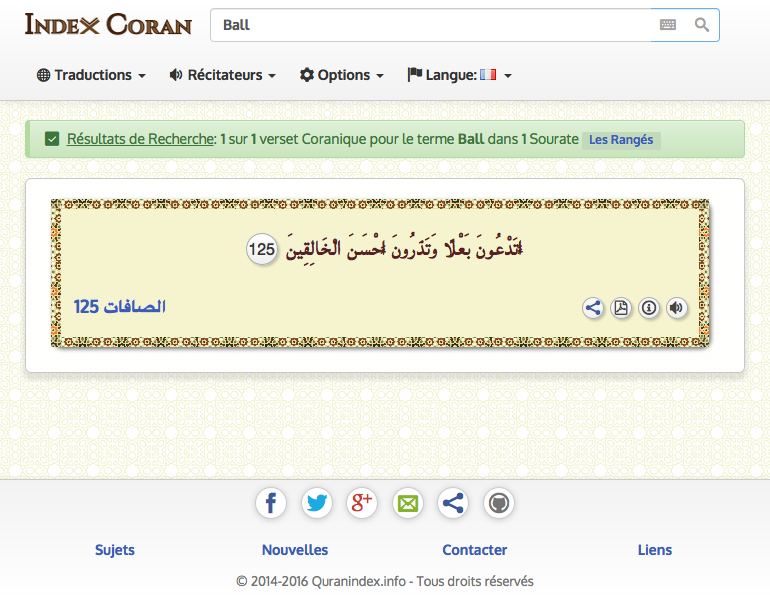 Index Coran
Ball
Traductions Récitateurs Options Langue:
Résultats de Recherche: 1 sur 1 verset Coranique pour le terme Ball dans 1 Sourate Les Rangés
أَتَدْعُونَ بَعْلًا وَتَذَرُونَ أَحْسَنَ الْخَالِقِينَ 125
الصافات 125
Sujets Nouvelles Contacter Liens
© 2014-2016 Quranindex.info - Tous droits réservés